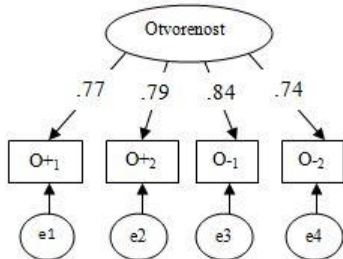 Otvorenost
.77 .79 .84 .74
O+₁ O+₂ O-₁ O-₂
e1 e2 e3 e4